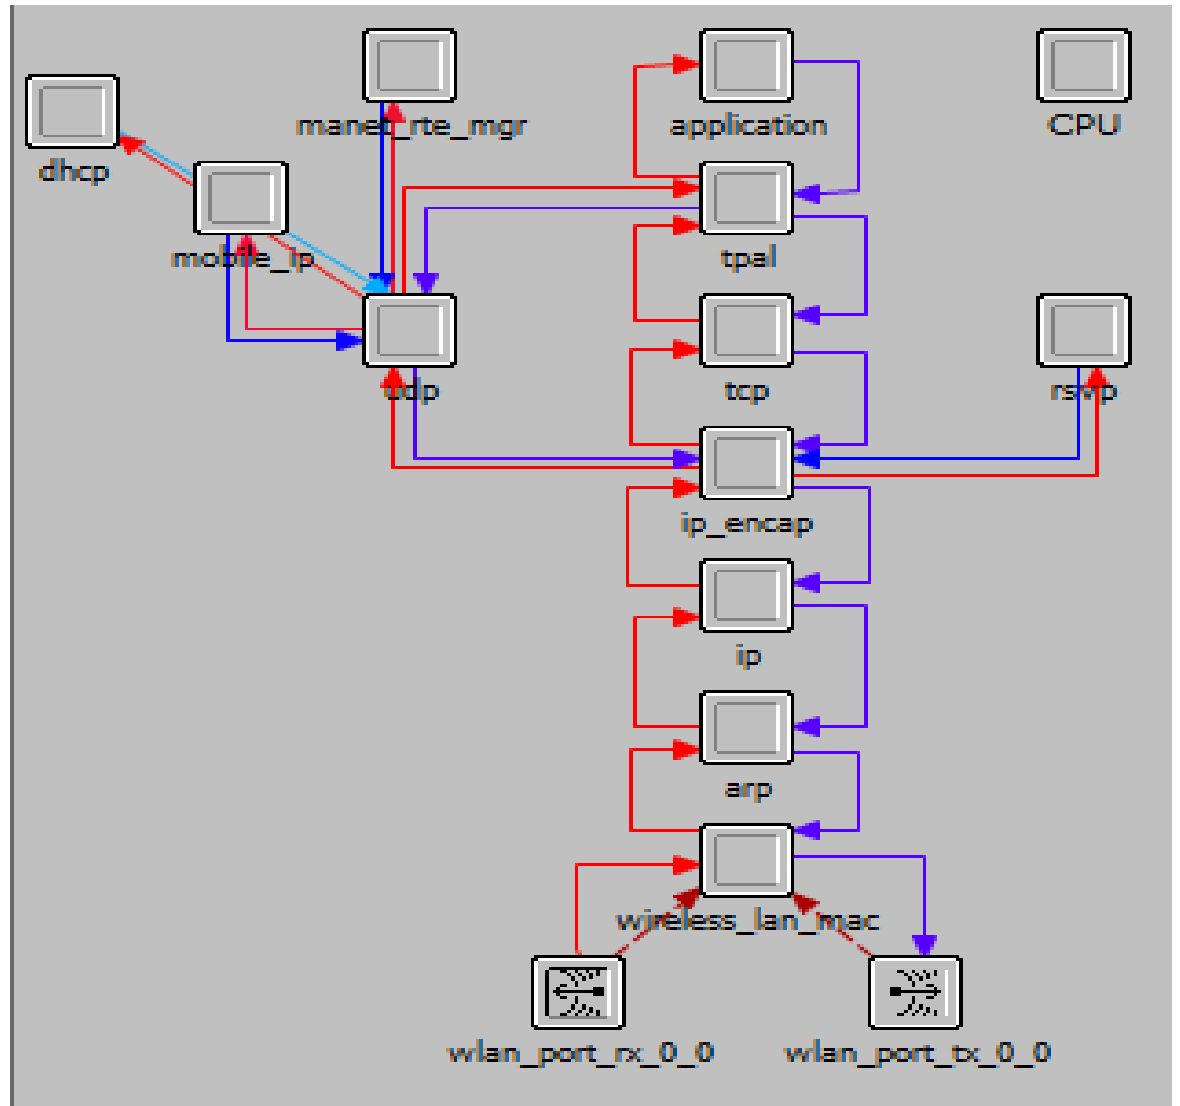 manet_rte_mgr
application
CPU
dhcp
mobile_ip
tpal
udp
tcp
rsvp
ip_encap
ip
arp
wireless_lan_mac
wlan_port_rx_0_0
wlan_port_tx_0_0